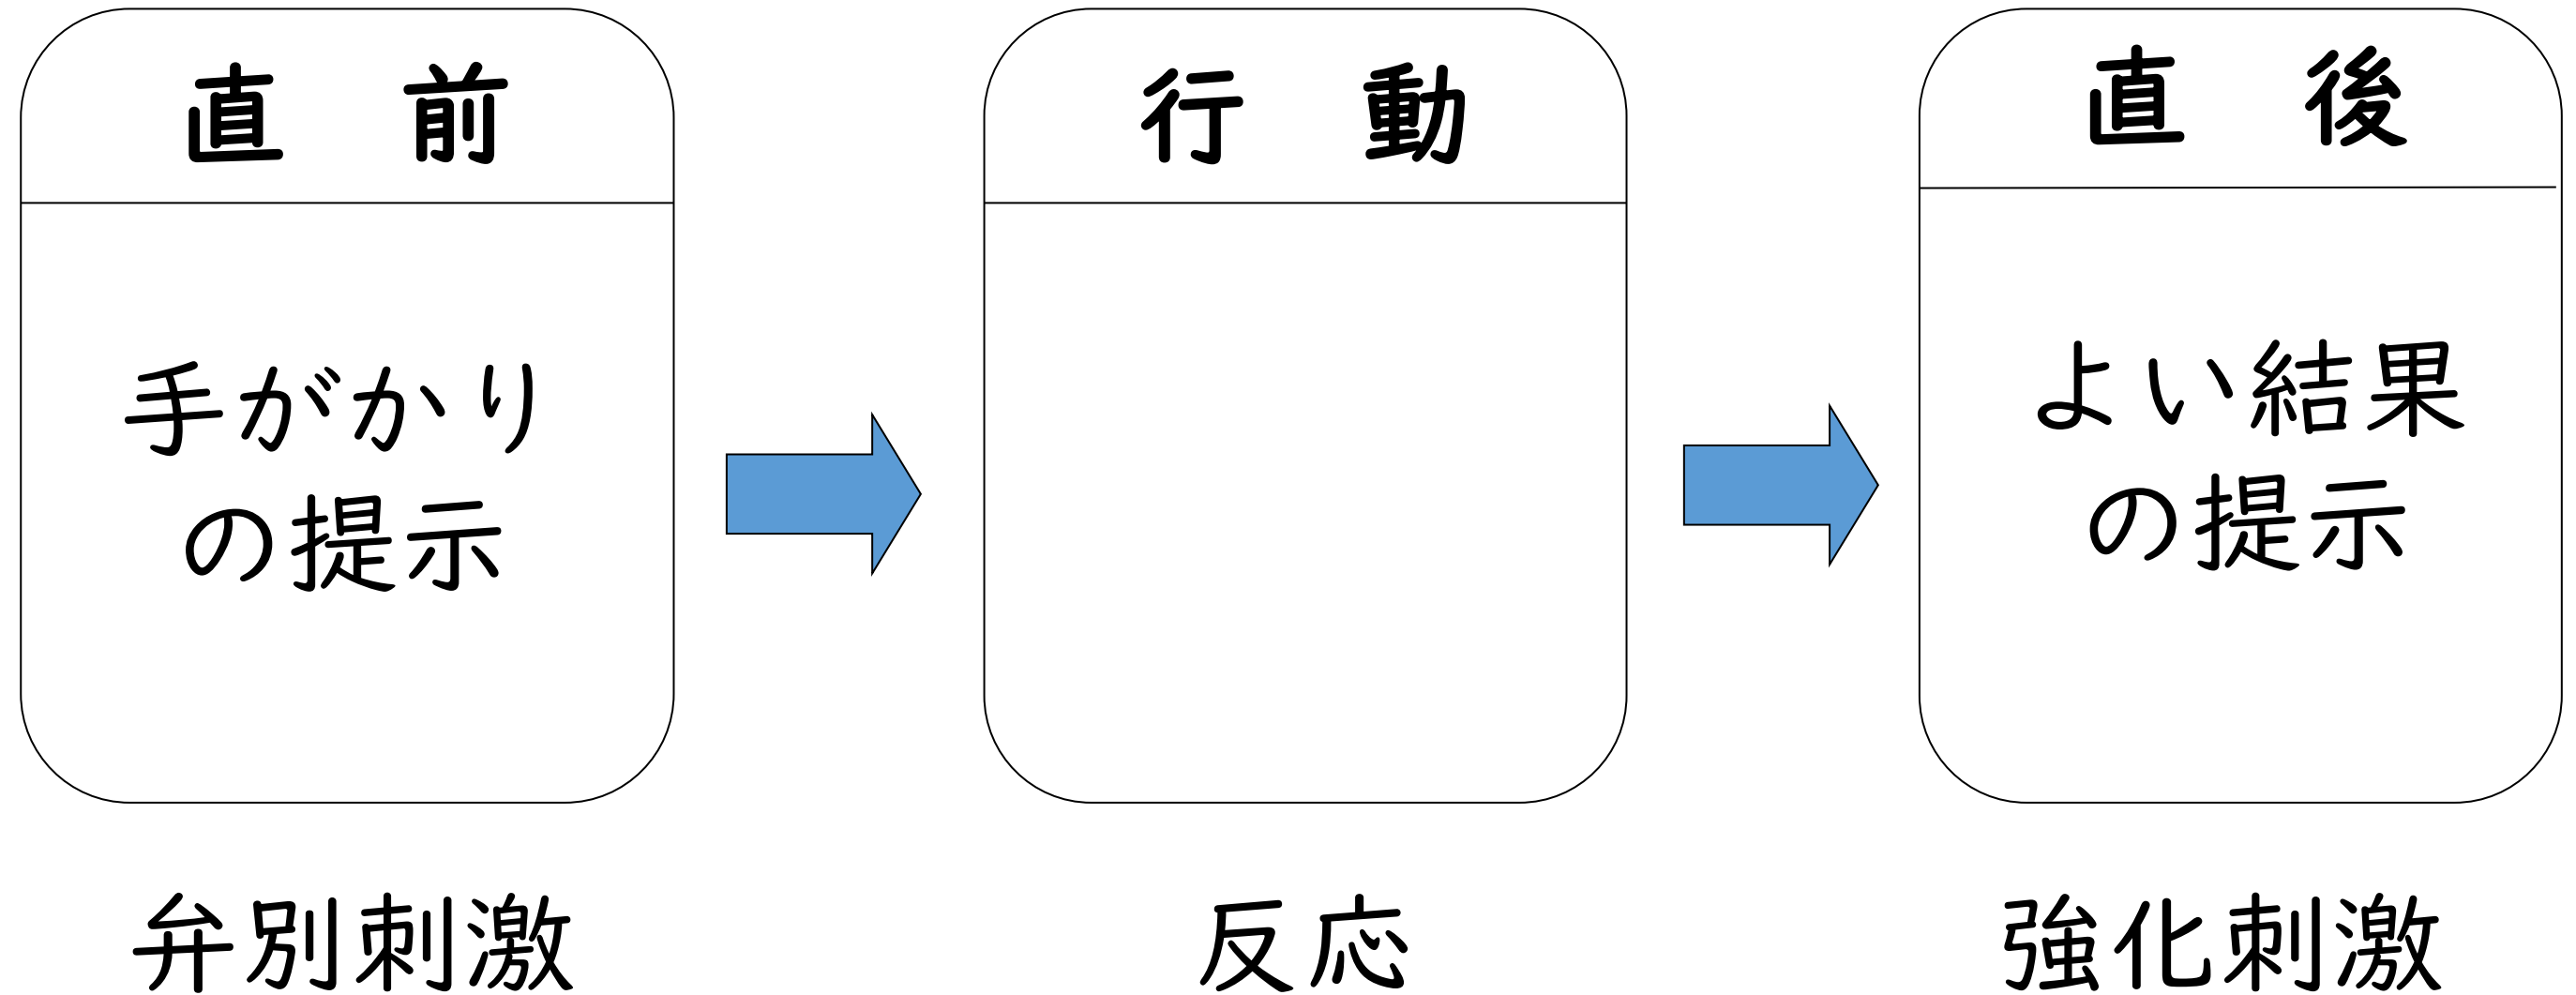 直前
手がかり
の提示
弁別刺激
行動
反応
直後
よい結果
の提示
強化刺激